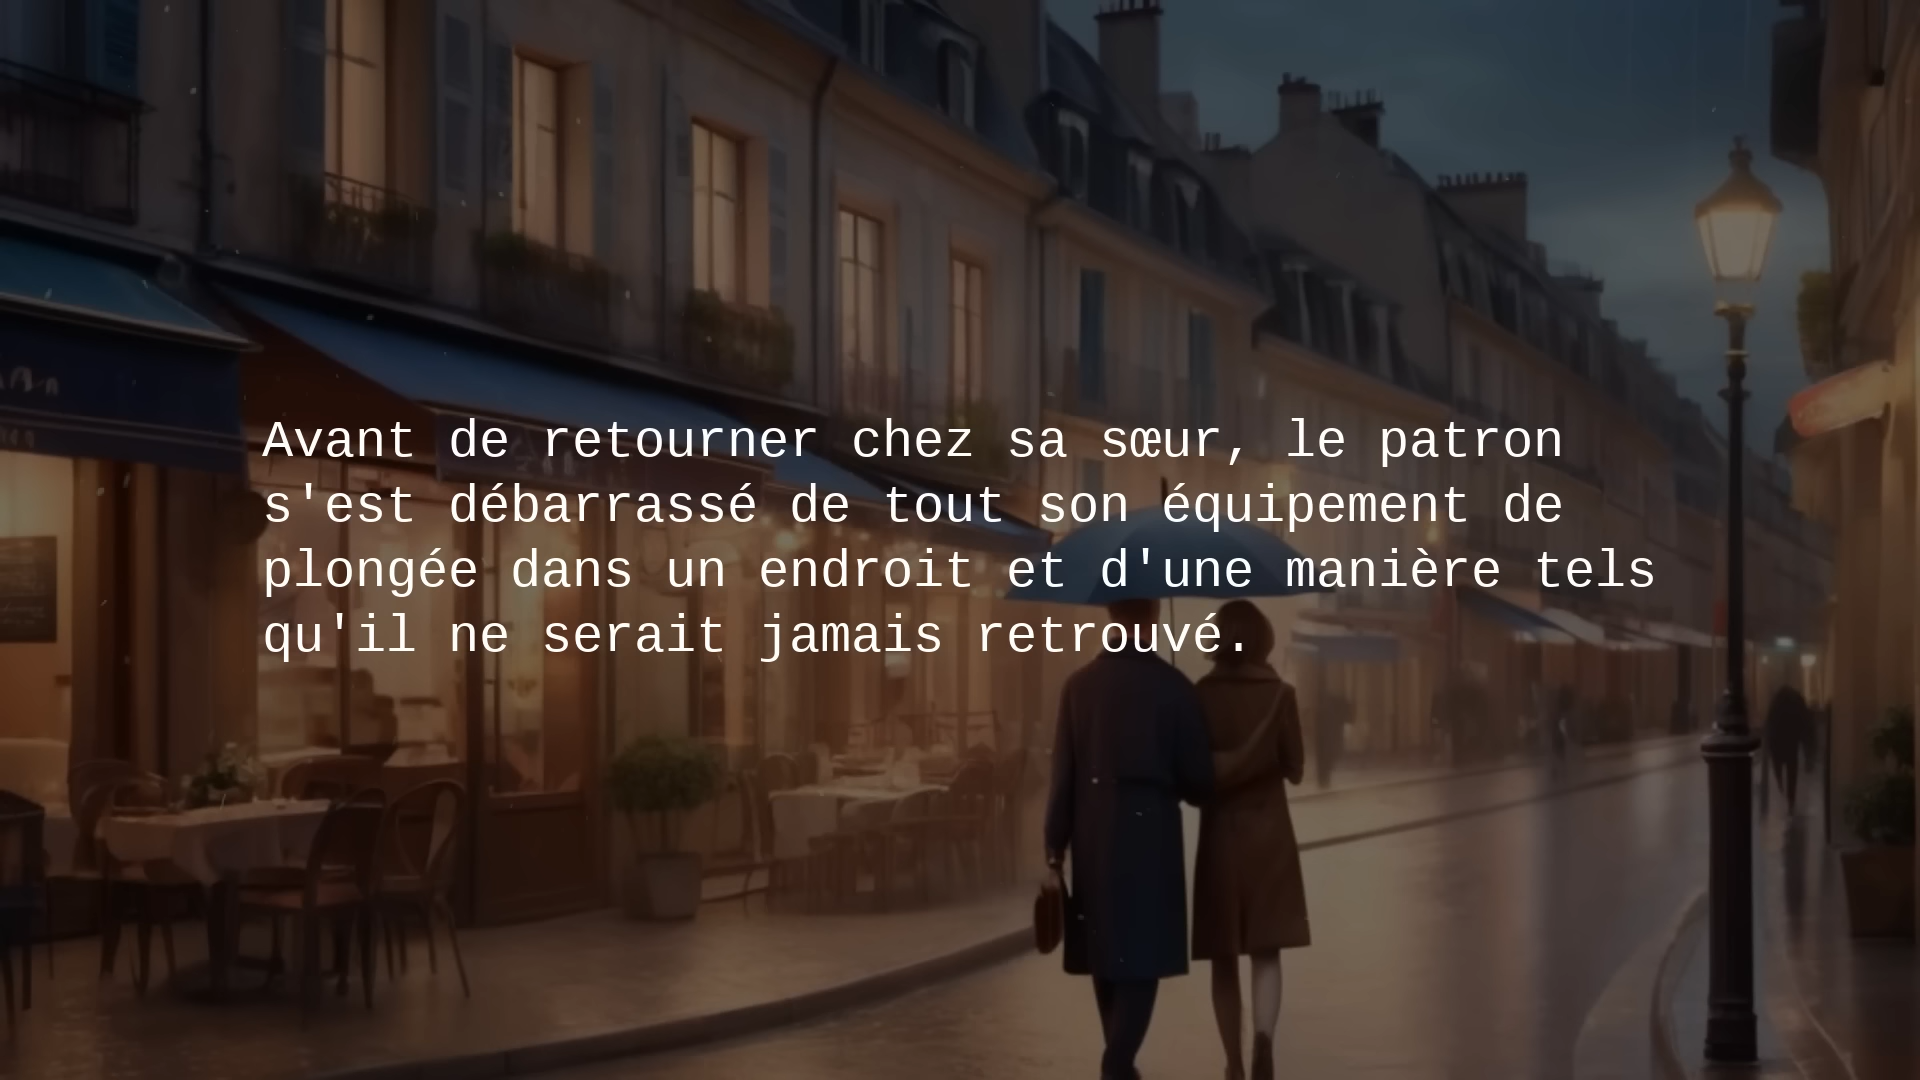 Avant de retourner chez sa sœur, le patron
s'est débarrassé de tout son équipement de
plongée dans un endroit et d'une manière tels
qu'il ne serait jamais retrouvé.